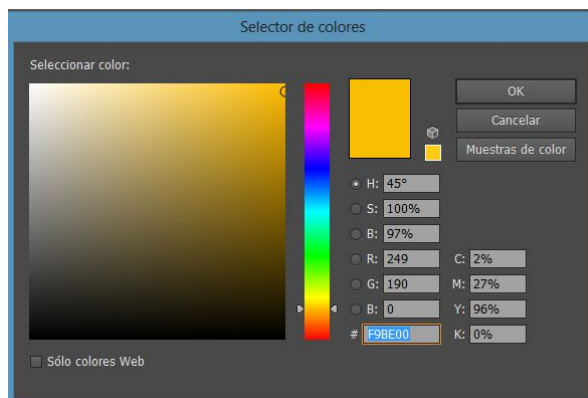 Selector de colores
Seleccionar color:
OK
Cancelar
Muestras de color
H: 45°
S: 100%
B: 97%
R: 249
C: 2%
G: 190
M: 27%
B: 0
Y: 96%
# F9BE00
K: 0%
Sólo colores Web